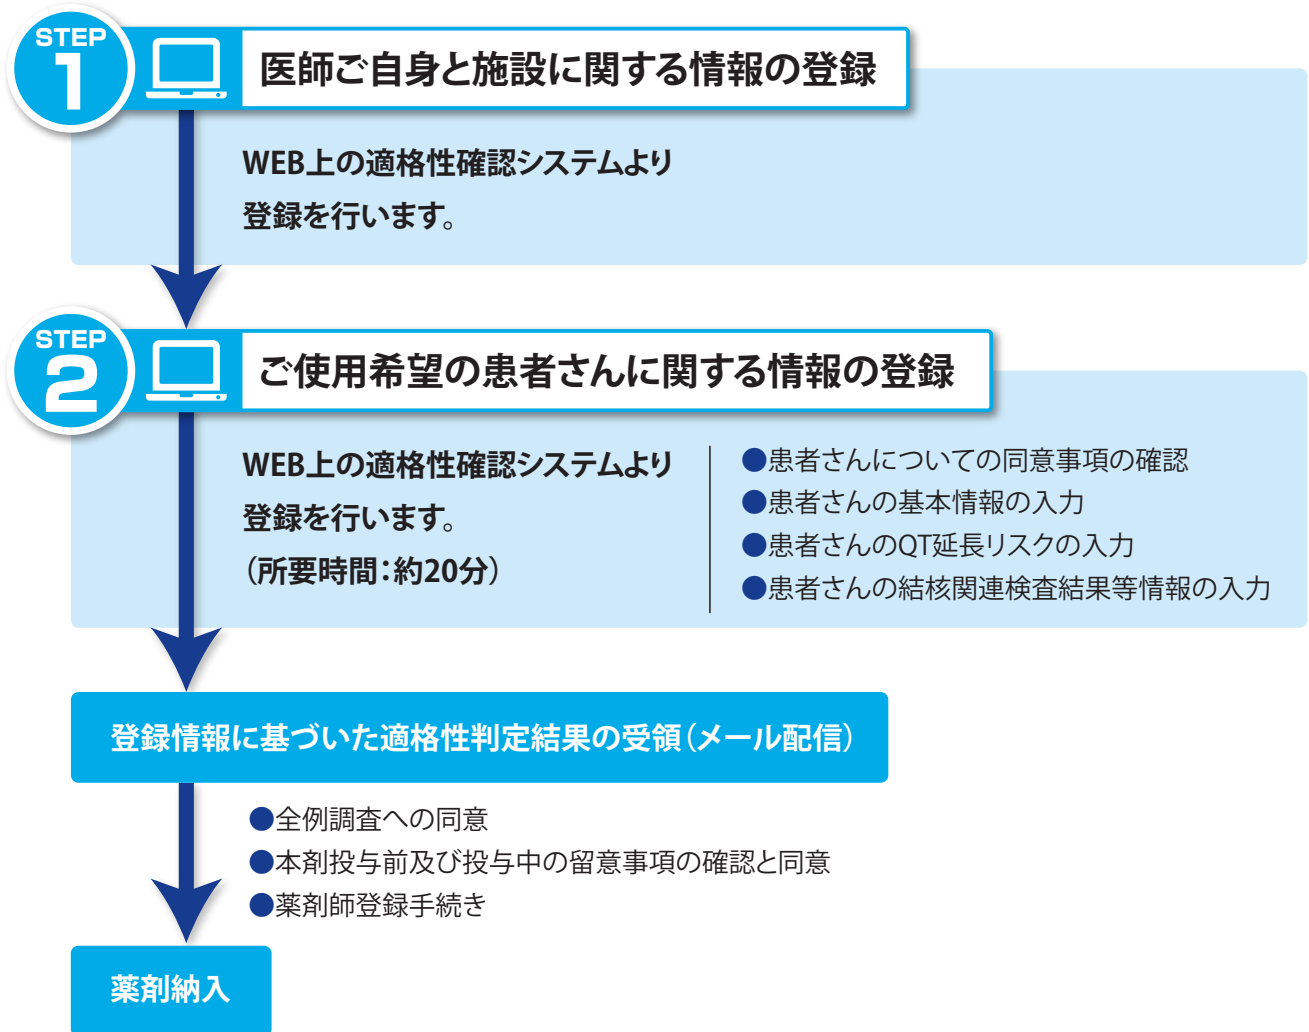 STEP
1
医師ご自身と施設に関する情報の登録
WEB上の適格性確認システムより
登録を行います。
STEP
2
ご使用希望の患者さんに関する情報の登録
WEB上の適格性確認システムより
登録を行います。
（所要時間：約20分）
●患者さんについての同意事項の確認
●患者さんの基本情報の入力
●患者さんのQT延長リスクの入力
●患者さんの結核関連検査結果等情報の入力
登録情報に基づいた適格性判定結果の受領（メール配信）
●全例調査への同意
●本剤投与前及び投与中の留意事項の確認と同意
●薬剤師登録手続き
薬剤納入